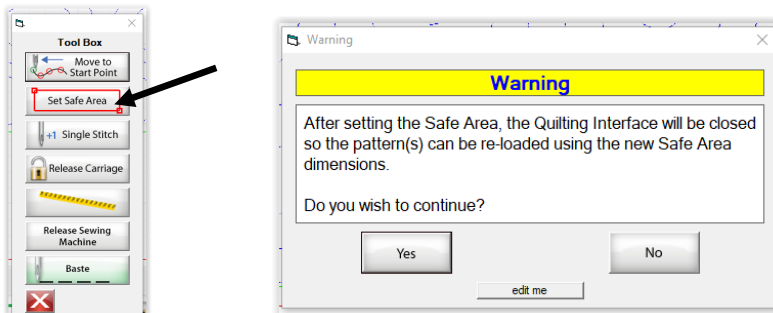 Tool Box
Move to
Start Point
Set Safe Area
+1 Single Stitch
Release Carriage
Release Sewing
Machine
Baste
Warning
Warning
After setting the Safe Area, the Quilting Interface will be closed
so the pattern(s) can be re-loaded using the new Safe Area
dimensions.
Do you wish to continue?
Yes
No
edit me